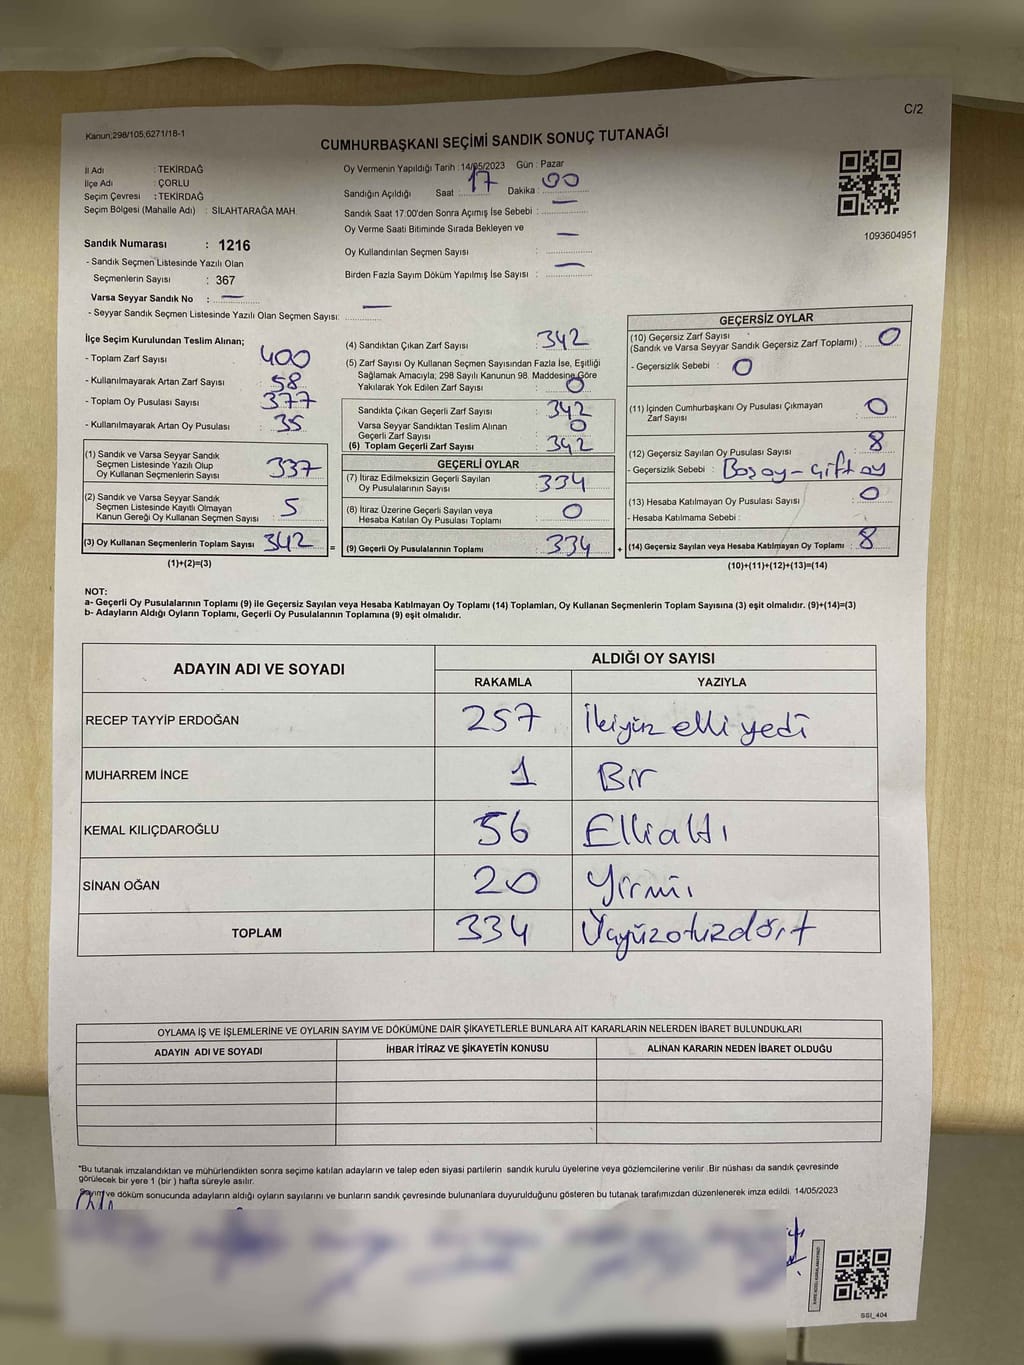 C/2
Kanun;298/105;6271/18-1
CUMHURBAŞKANI SEÇİMİ SANDIK SONUÇ TUTANAĞI
İl Adı : TEKİRDAĞ
İlçe Adı : ÇORLU
Seçim Çevresi : TEKİRDAĞ
Seçim Bölgesi (Mahalle Adı) : SİLAHTARAĞA MAH.
Oy Vermenin Yapıldığı Tarih : 14/05/2023 Gün : Pazar
Sandığın Açıldığı Saat 17 Dakika : 00
Sandık Saat 17:00'den Sonra Açımış İse Sebebi : —
Oy Verme Saati Bitiminde Sırada Bekleyen ve
Oy Kullandırılan Seçmen Sayısı : —
Birden Fazla Sayım Döküm Yapılmış İse Sayısı : —
1093604951
Sandık Numarası : 1216
- Sandık Seçmen Listesinde Yazılı Olan
Seçmenlerin Sayısı : 367
Varsa Seyyar Sandık No : —
- Seyyar Sandık Seçmen Listesinde Yazılı Olan Seçmen Sayısı: —
İlçe Seçim Kurulundan Teslim Alınan;
- Toplam Zarf Sayısı : 400
- Kullanılmayarak Artan Zarf Sayısı : 58
- Toplam Oy Pusulası Sayısı : 377
- Kullanılmayarak Artan Oy Pusulası : 35
(1) Sandık ve Varsa Seyyar Sandık
Seçmen Listesinde Yazılı Olup
Oy Kullanan Seçmenlerin Sayısı : 337
(2) Sandık ve Varsa Seyyar Sandık
Seçmen Listesinde Kayıtlı Olmayan
Kanun Gereği Oy Kullanan Seçmen Sayısı : 5
(3) Oy Kullanan Seçmenlerin Toplam Sayısı : 342
(1)+(2)=(3)
(4) Sandıktan Çıkan Zarf Sayısı : 342
(5) Zarf Sayısı Oy Kullanan Seçmen Sayısından Fazla İse, Eşitliği
Sağlamak Amacıyla; 298 Sayılı Kanunun 98. Maddesine Göre
Yakılarak Yok Edilen Zarf Sayısı : 0
Sandıkta Çıkan Geçerli Zarf Sayısı : 342
Varsa Seyyar Sandıktan Teslim Alınan
Geçerli Zarf Sayısı : 0
(6) Toplam Geçerli Zarf Sayısı : 342
GEÇERLİ OYLAR
(7) İtiraz Edilmeksizin Geçerli Sayılan
Oy Pusulalarının Sayısı : 334
(8) İtiraz Üzerine Geçerli Sayılan veya
Hesaba Katılan Oy Pusulası Toplamı : 0
= (9) Geçerli Oy Pusulalarının Toplamı : 334 +
GEÇERSİZ OYLAR
(10) Geçersiz Zarf Sayısı
(Sandık ve Varsa Seyyar Sandık Geçersiz Zarf Toplamı) : 0
- Geçersizlik Sebebi : 0
(11) İçinden Cumhurbaşkanı Oy Pusulası Çıkmayan
Zarf Sayısı : 0
(12) Geçersiz Sayılan Oy Pusulası Sayısı : 8
- Geçersizlik Sebebi : Boş oy - Çift oy
(13) Hesaba Katılmayan Oy Pusulası Sayısı : 0
- Hesaba Katılmama Sebebi :
(14) Geçersiz Sayılan veya Hesaba Katılmayan Oy Toplamı : 8
(10)+(11)+(12)+(13)=(14)
NOT:
a- Geçerli Oy Pusulalarının Toplamı (9) ile Geçersiz Sayılan veya Hesaba Katılmayan Oy Toplamı (14) Toplamları, Oy Kullanan Seçmenlerin Toplam Sayısına (3) eşit olmalıdır. (9)+(14)=(3)
b- Adayların Aldığı Oyların Toplamı, Geçerli Oy Pusulalarının Toplamına (9) eşit olmalıdır.
ADAYIN ADI VE SOYADI
ALDIĞI OY SAYISI
RAKAMLA YAZIYLA
RECEP TAYYİP ERDOĞAN 257 İkiyüz elli yedi
MUHARREM İNCE 1 Bir
KEMAL KILIÇDAROĞLU 56 Ellialtı
SİNAN OĞAN 20 Yirmi
TOPLAM 334 Üçyüzotuzdört
OYLAMA İŞ VE İŞLEMLERİNE VE OYLARIN SAYIM VE DÖKÜMÜNE DAİR ŞİKAYETLERLE BUNLARA AİT KARARLARIN NELERDEN İBARET BULUNDUKLARI
ADAYIN ADI VE SOYADI İHBAR İTİRAZ VE ŞİKAYETİN KONUSU ALINAN KARARIN NEDEN İBARET OLDUĞU
*Bu tutanak imzalandıktan ve mühürlendikten sonra seçime katılan adayların ve talep eden siyasi partilerin sandık kurulu üyelerine veya gözlemcilerine verilir .Bir nüshası da sandık çevresinde
görülecek bir yere 1 (bir ) hafta süreyle asılır.
Sayım ve döküm sonucunda adayların aldığı oyların sayılarını ve bunların sandık çevresinde bulunanlara duyurulduğunu gösteren bu tutanak tarafımızdan düzenlenerek imza edildi. 14/05/2023
SSI_404